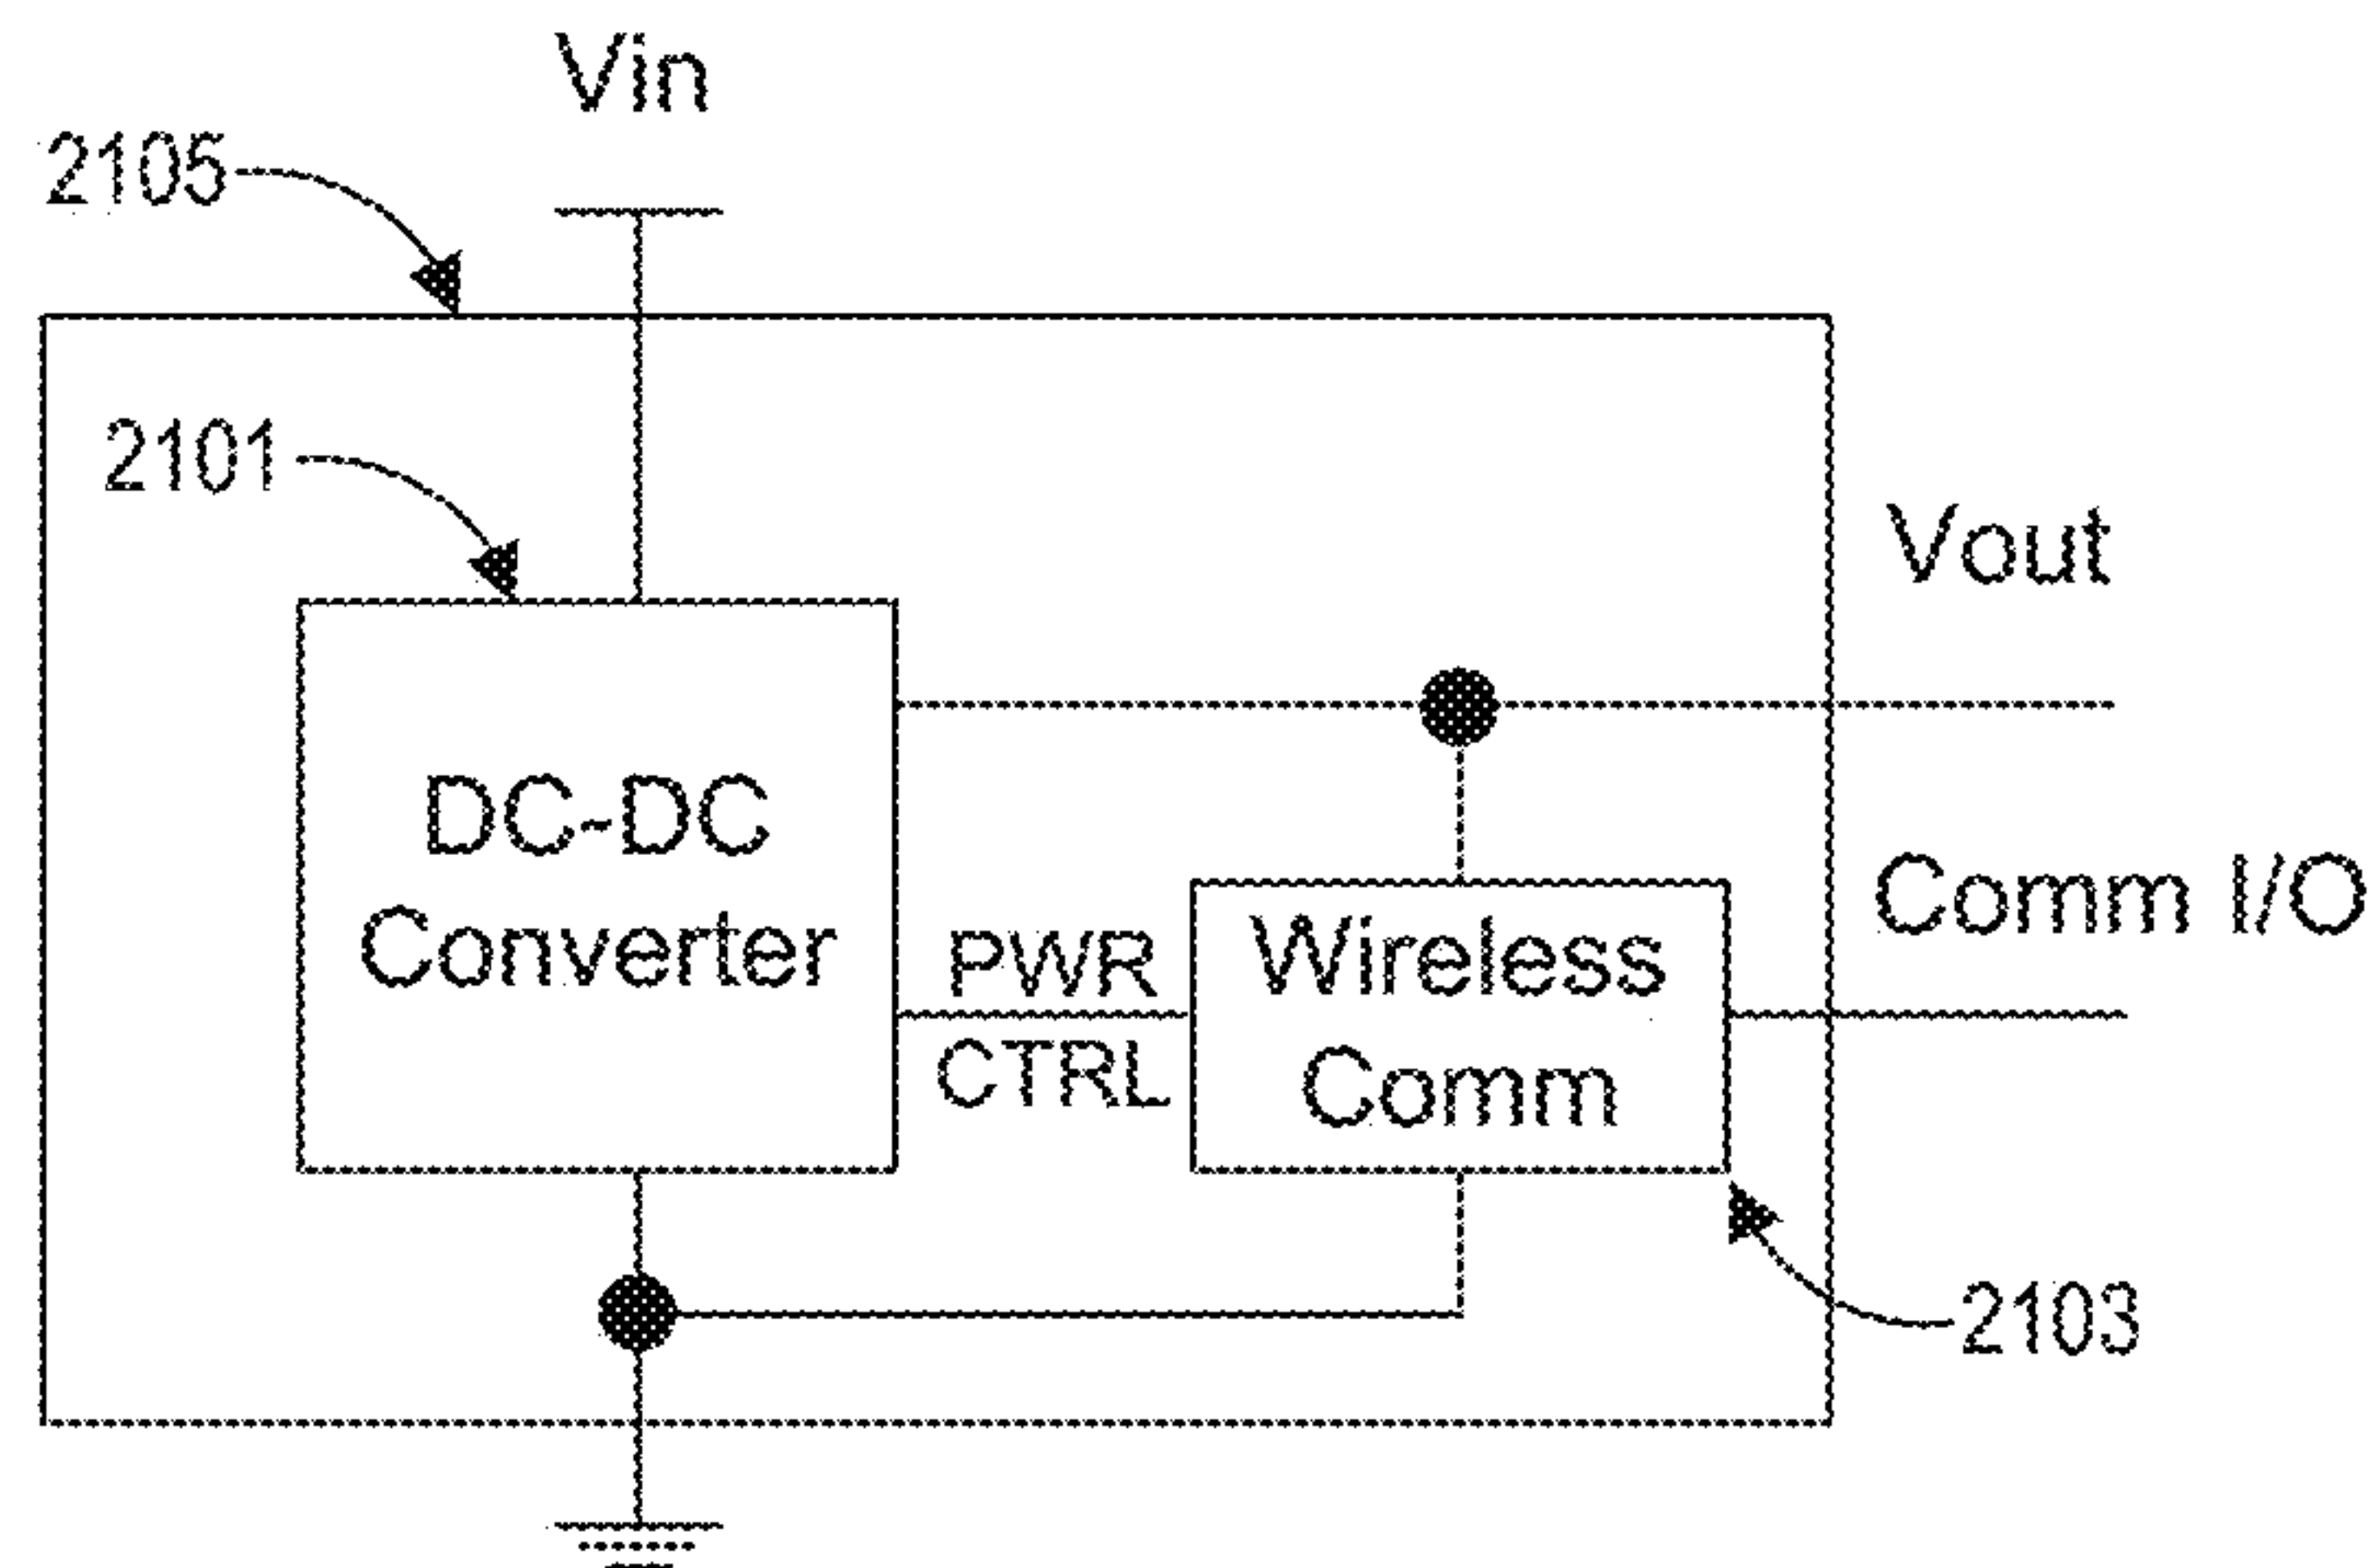 Vin
2105
2101
Vout
DC-DC
Converter
Comm I/O
PWR
CTRL
Wireless
Comm
2103